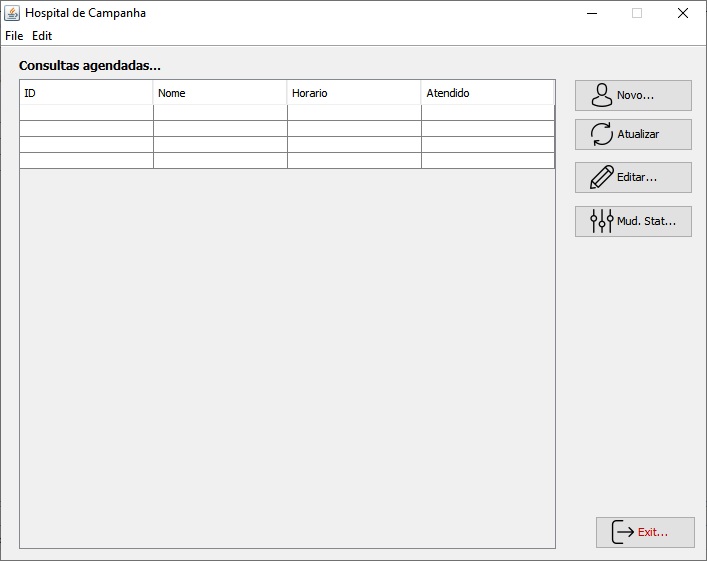 Hospital de Campanha
File Edit
Consultas agendadas...
ID Nome Horario Atendido
Novo...
Atualizar
Editar...
Mud. Stat...
Exit...